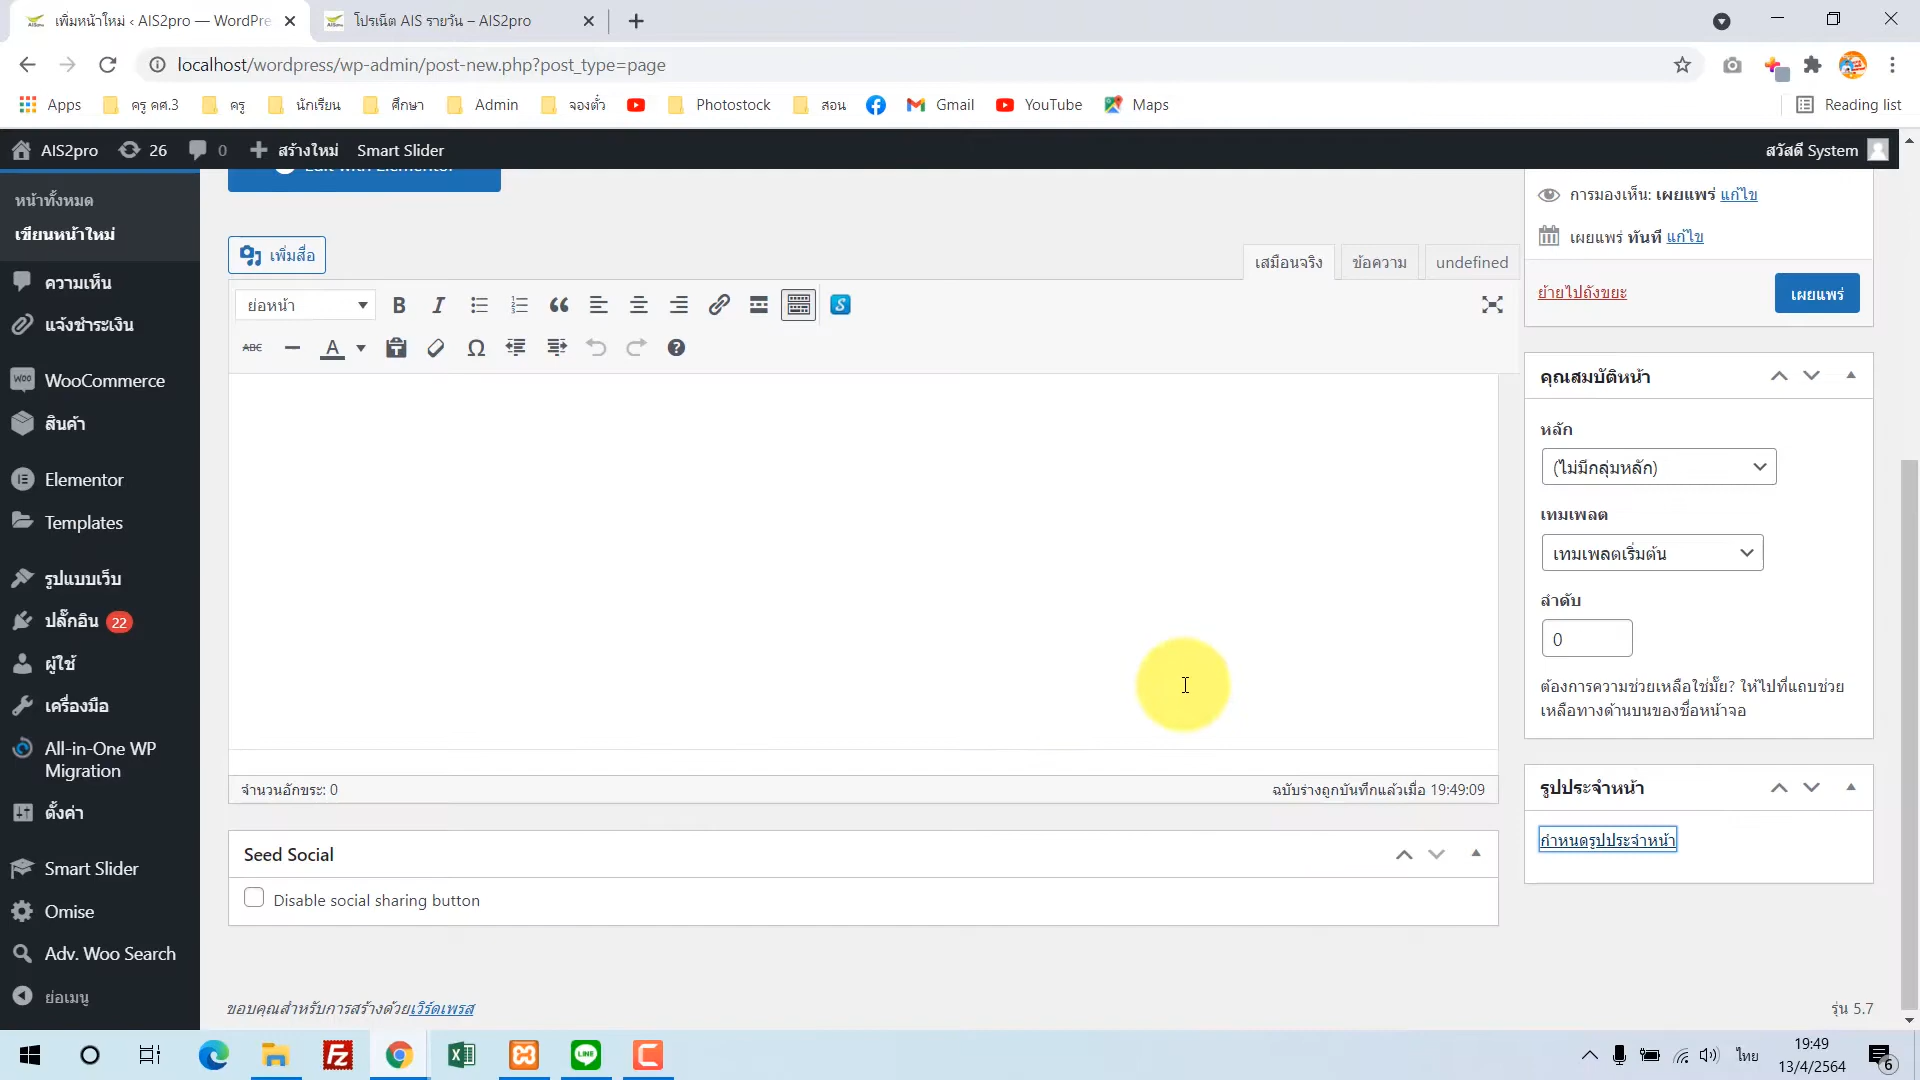 เพิ่มหน้าใหม่ ‹ AIS2pro — WordPre
โปรเน็ต AIS รายวัน – AIS2pro
localhost/wordpress/wp-admin/post-new.php?post_type=page
Apps
ครู คศ.3
ครู
นักเรียน
ศึกษา
Admin
จองตั๋ว
Photostock
สอน
Gmail
YouTube
Maps
Reading list
AIS2pro
26
0
สร้างใหม่
Smart Slider
สวัสดี System
หน้าทั้งหมด
เขียนหน้าใหม่
ความเห็น
แจ้งชำระเงิน
WooCommerce
สินค้า
Elementor
Templates
รูปแบบเว็บ
ปลั๊กอิน 22
ผู้ใช้
เครื่องมือ
All-in-One WP
Migration
ตั้งค่า
Smart Slider
Omise
Adv. Woo Search
ย่อเมนู
Edit with Elementor
เพิ่มสื่อ
เสมือนจริง
ข้อความ
undefined
ย่อหน้า
ABC
จำนวนอักขระ: 0
ฉบับร่างถูกบันทึกแล้วเมื่อ 19:49:09
Seed Social
Disable social sharing button
ขอบคุณสำหรับการสร้างด้วยเวิร์ดเพรส
รุ่น 5.7
การมองเห็น: เผยแพร่ แก้ไข
เผยแพร่ ทันที แก้ไข
ย้ายไปถังขยะ
เผยแพร่
คุณสมบัติหน้า
หลัก
(ไม่มีกลุ่มหลัก)
เทมเพลต
เทมเพลตเริ่มต้น
ลำดับ
0
ต้องการความช่วยเหลือใช่มั๊ย? ให้ไปที่แถบช่วย
เหลือทางด้านบนของชื่อหน้าจอ
รูปประจำหน้า
กำหนดรูปประจำหน้า
ไทย
19:49
13/4/2564
6